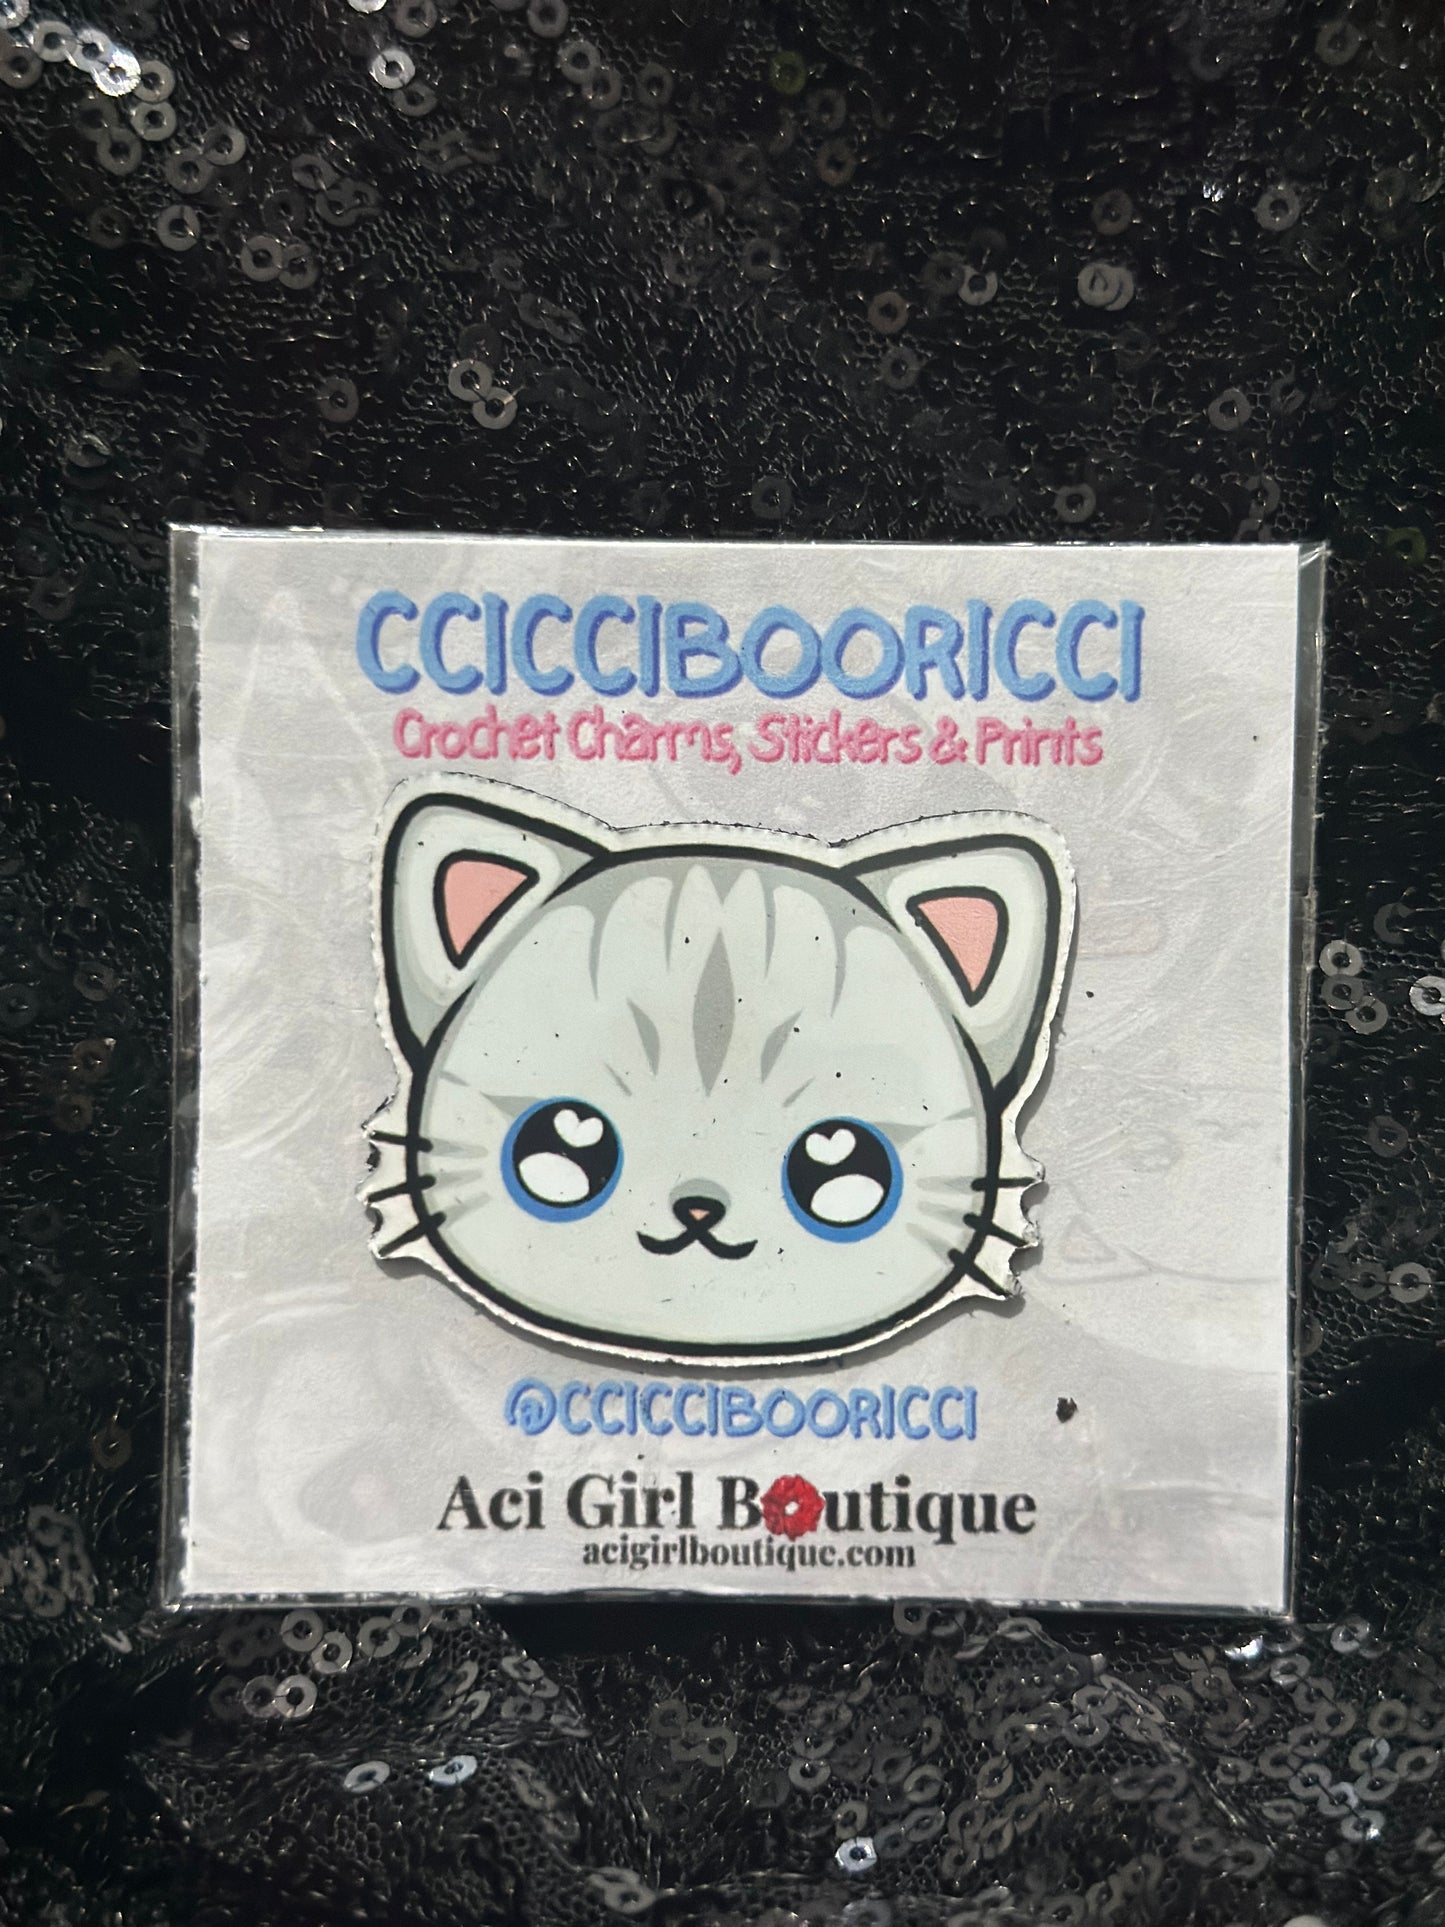 CCICCIBOORICCI
Crochet Charms, Stickers & Prints
@CCICCIBOORICCI
Aci Girl Boutique
acigirlboutique.com